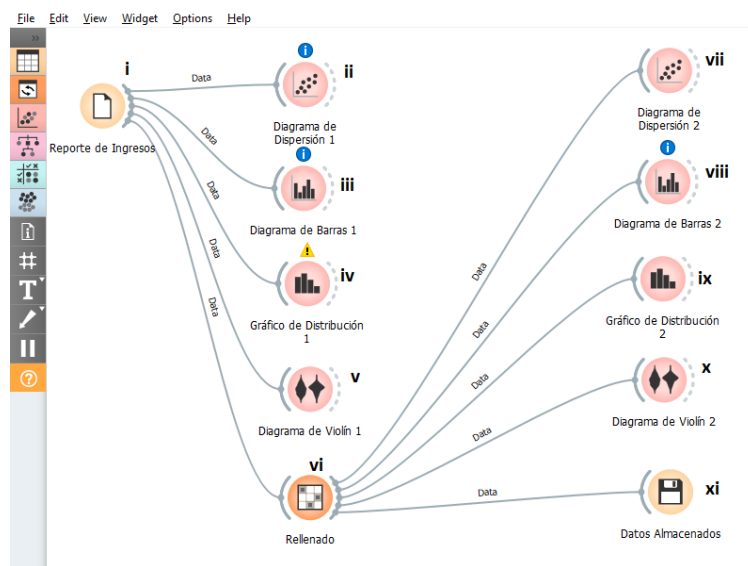 File Edit View Widget Options Help
i
Reporte de Ingresos
Data
ii
Diagrama de
Dispersión 1
Data
iii
Diagrama de Barras 1
Data
iv
Gráfico de Distribución
1
Data
v
Diagrama de Violín 1
Data
vi
Rellenado
Data
vii
Diagrama de
Dispersión 2
Data
viii
Diagrama de Barras 2
Data
ix
Gráfico de Distribución
2
Data
x
Diagrama de Violín 2
Data
xi
Datos Almacenados